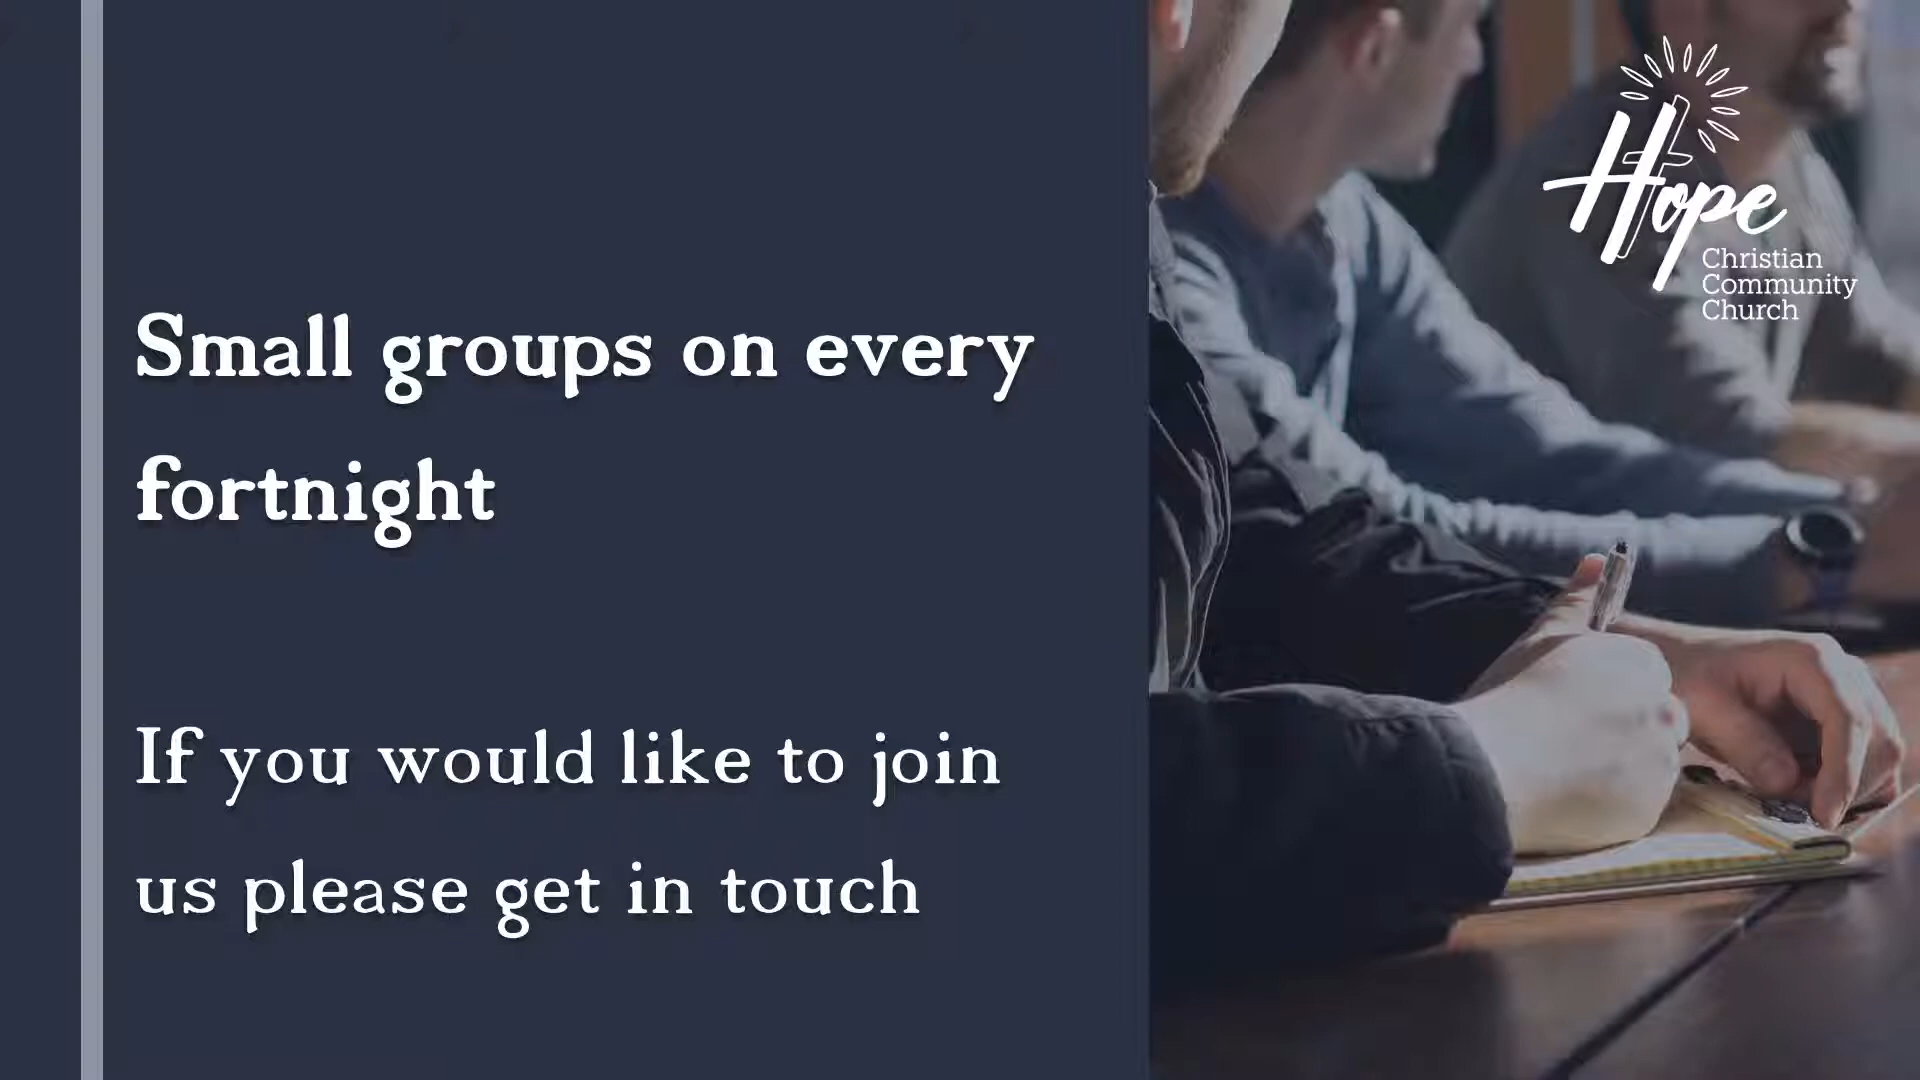 Hope
Christian
Community
Church
Small groups on every
fortnight
If you would like to join
us please get in touch